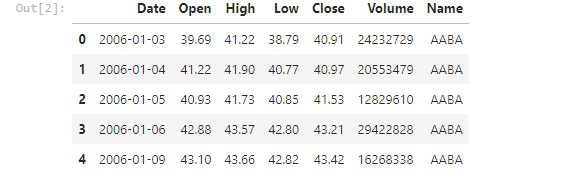 Out[2]:
Date Open High Low Close Volume Name
0 2006-01-03 39.69 41.22 38.79 40.91 24232729 AABA
1 2006-01-04 41.22 41.90 40.77 40.97 20553479 AABA
2 2006-01-05 40.93 41.73 40.85 41.53 12829610 AABA
3 2006-01-06 42.88 43.57 42.80 43.21 29422828 AABA
4 2006-01-09 43.10 43.66 42.82 43.42 16268338 AABA